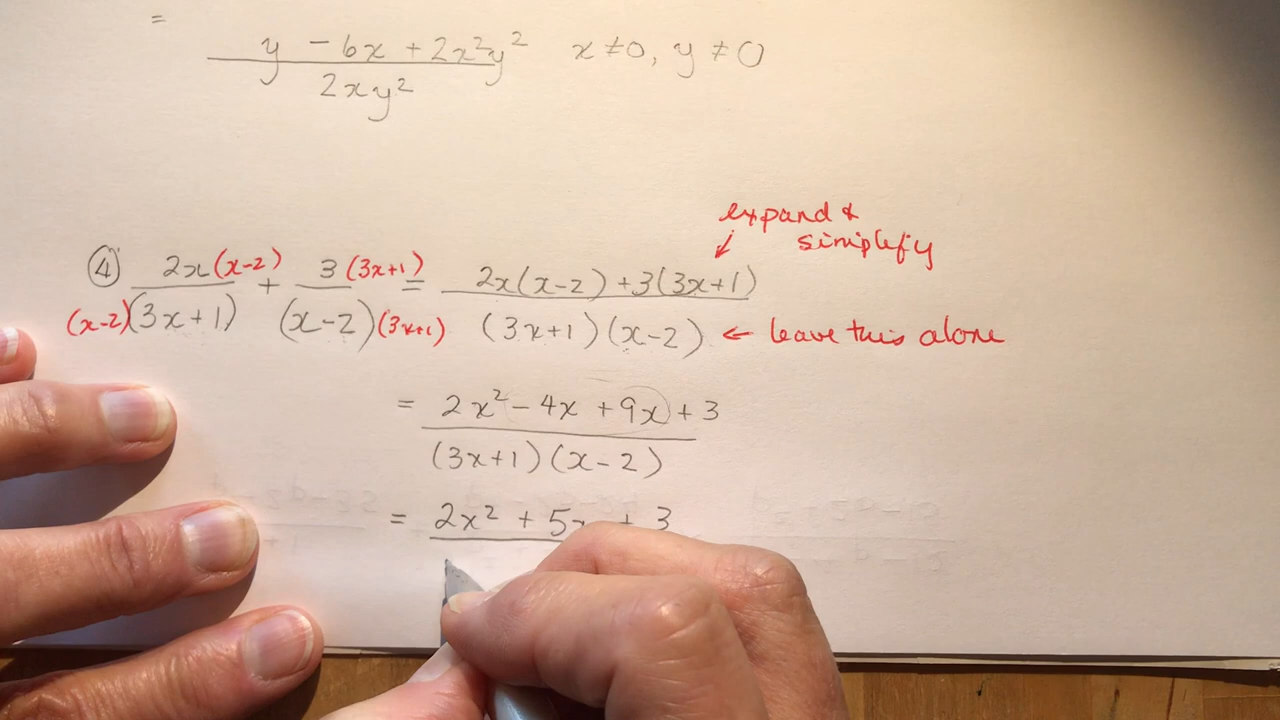 =
y - 6x + 2x²y² x ≠ 0, y ≠ 0
2xy²
expand &
simplify
④ 2x(x-2) + 3(3x+1) = 2x(x-2) + 3(3x+1)
(x-2)(3x+1) (x-2)(3x+1) (3x+1)(x-2) ← leave this alone
= 2x² - 4x + 9x + 3
(3x+1)(x-2)
= 2x² + 5x + 3